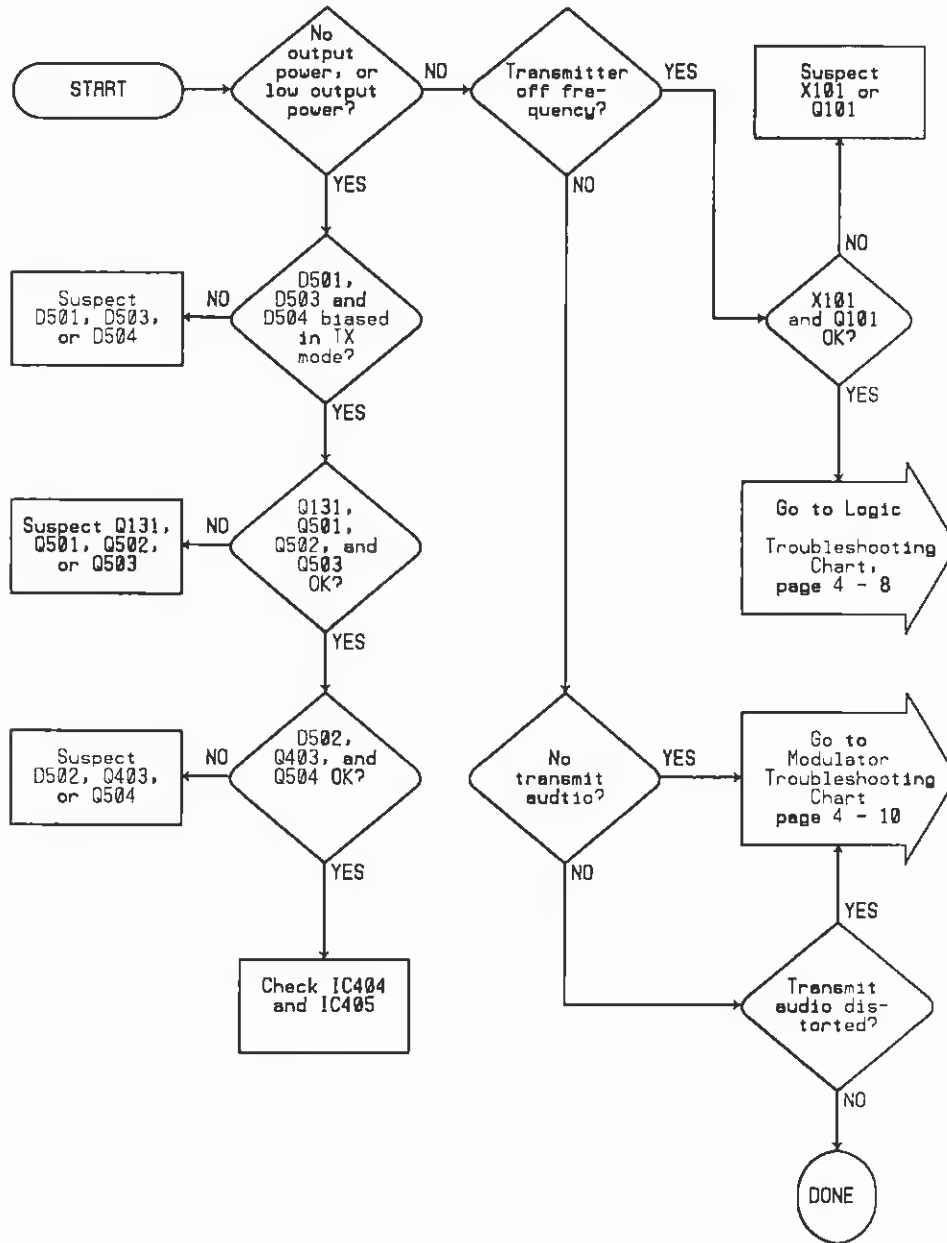 START
No
output
power, or
low output
power?
NO
Transmitter
off fre-
quency?
YES
Suspect
X101 or
Q101
YES
NO
D501,
D503 and
D504 biased
in TX
mode?
NO
Suspect
D501, D503,
or D504
NO
X101
and Q101
OK?
YES
YES
Q131,
Q501,
Q502, and
Q503
OK?
NO
Suspect Q131,
Q501, Q502,
or Q503
Go to Logic
Troubleshooting
Chart,
page 4 - 8
YES
D502,
Q403, and
Q504 OK?
NO
Suspect
D502, Q403,
or Q504
No
transmit
audtio?
YES
Go to
Modulator
Troubleshooting
Chart
page 4 - 10
YES
NO
YES
Check IC404
and IC405
Transmit
audio dis-
torted?
NO
DONE